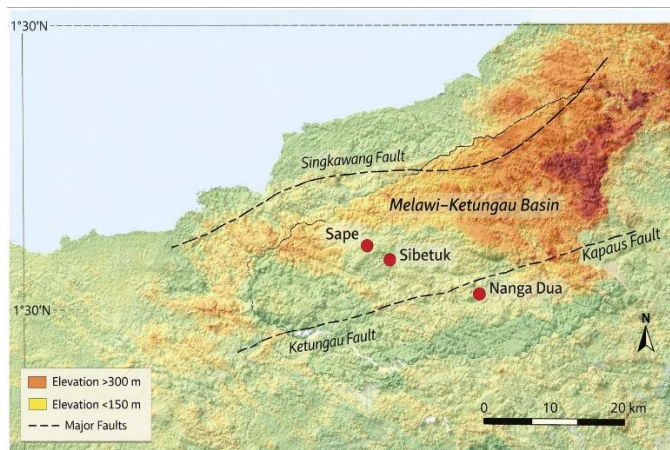 1°30'N
Singkawang Fault
Melawi–Ketungau Basin
Sape
Sibetuk
Kapaus Fault
Nanga Dua
1°30'N
Ketungau Fault
N
Elevation >300 m
Elevation <150 m
Major Faults
0 10 20 km